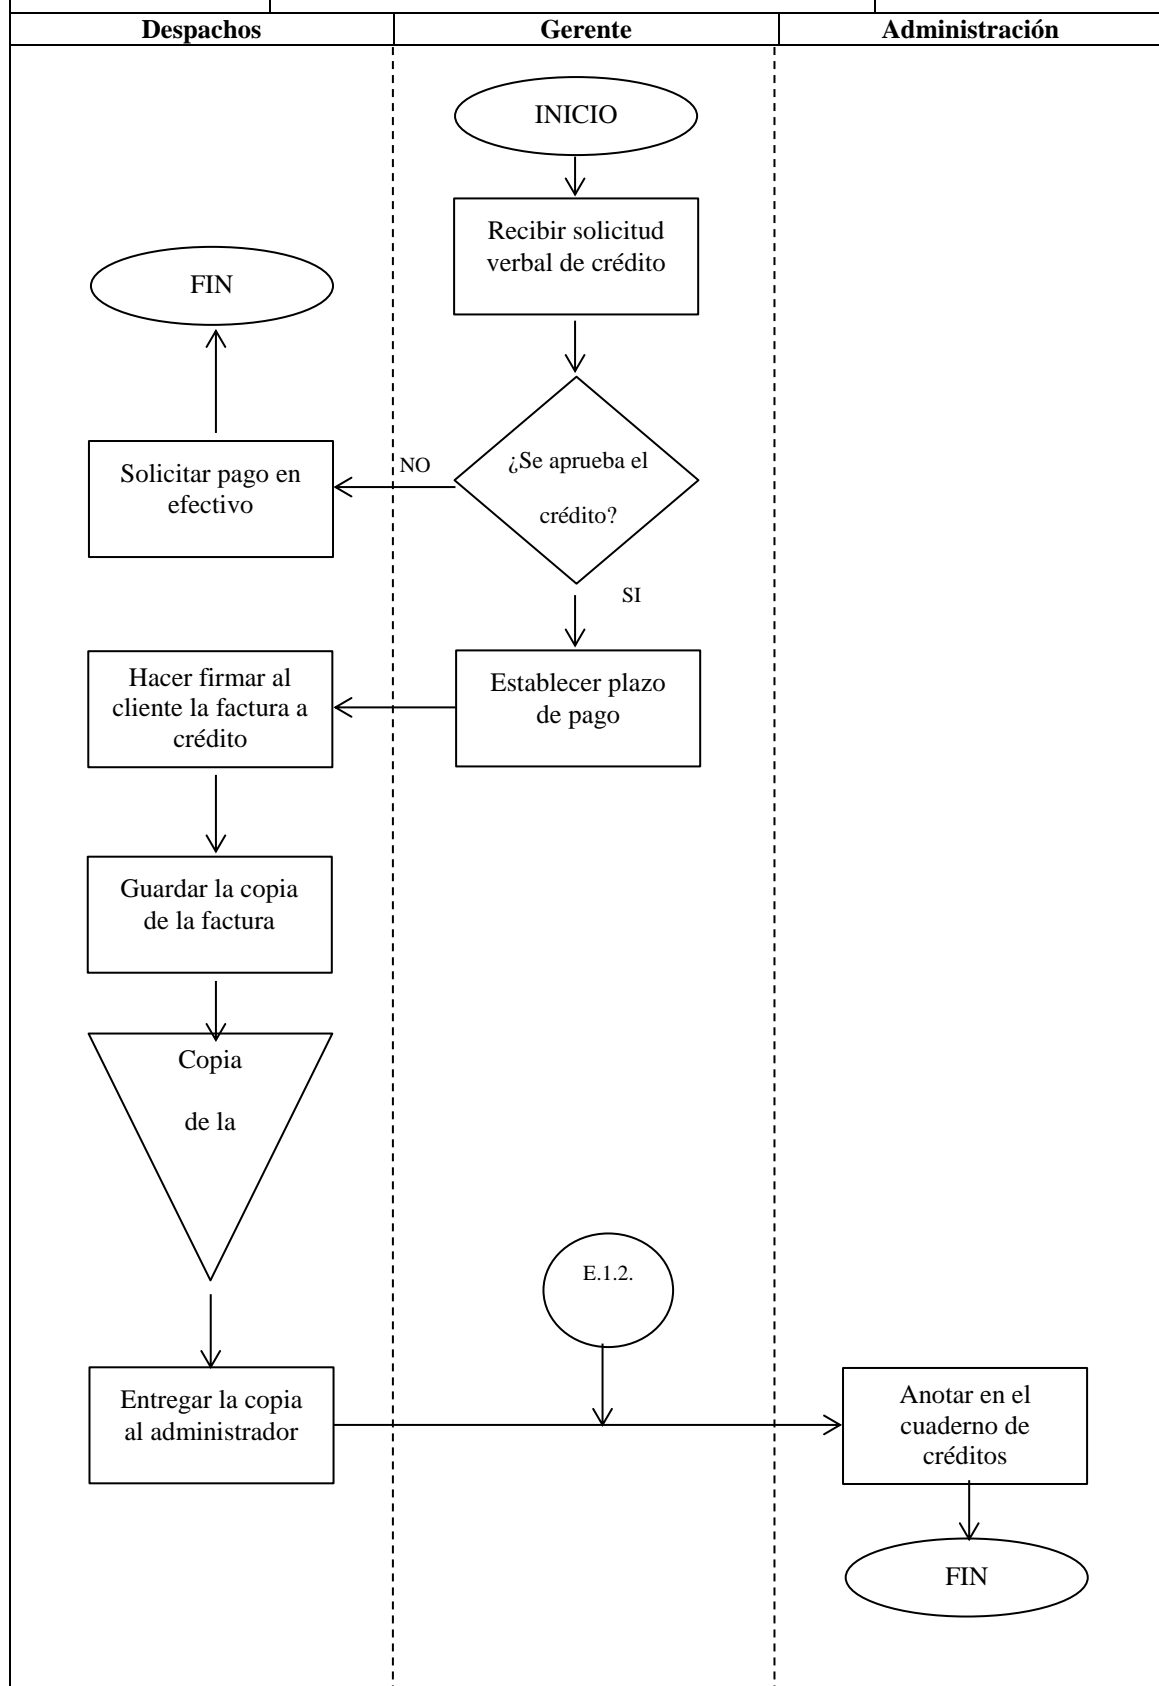 Despachos Gerente Administración
INICIO
Recibir solicitud
verbal de crédito
FIN
¿Se aprueba el
crédito?
NO
Solicitar pago en
efectivo
SI
Establecer plazo
de pago
Hacer firmar al
cliente la factura a
crédito
Guardar la copia
de la factura
Copia
de la
E.1.2.
Entregar la copia
al administrador
Anotar en el
cuaderno de
créditos
FIN